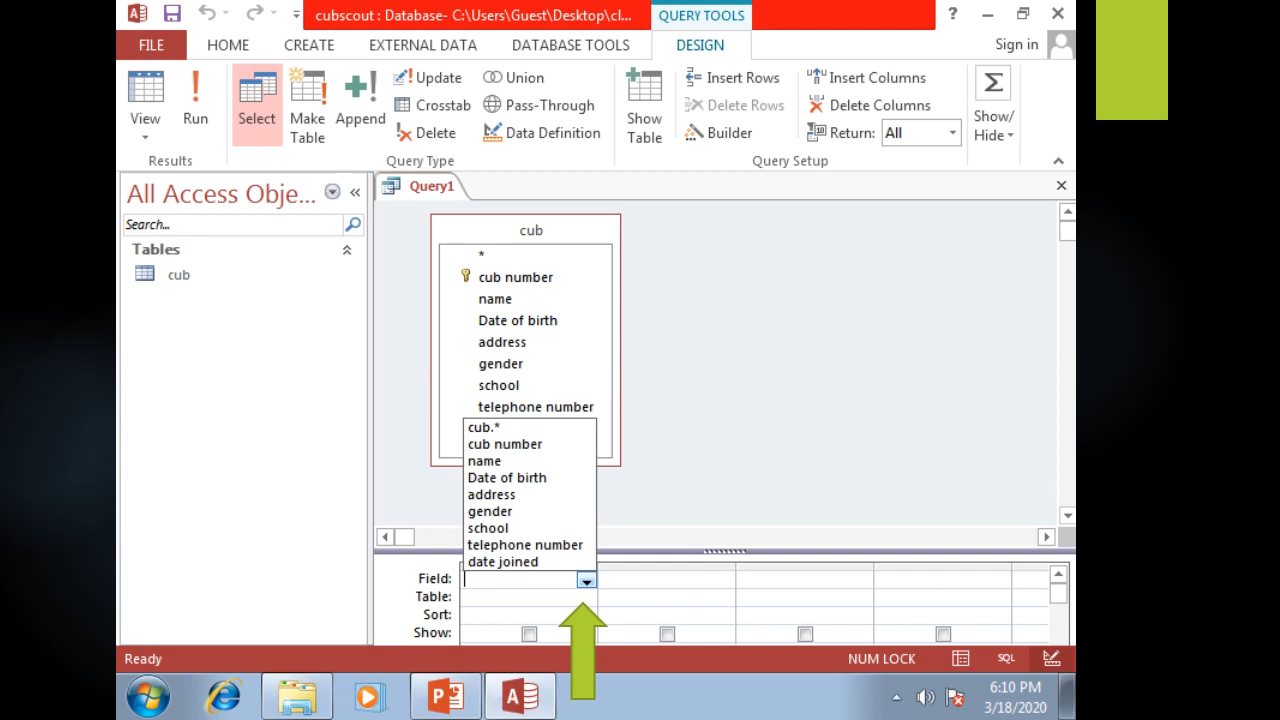 cubscout : Database- C:\Users\Guest\Desktop\cl...
QUERY TOOLS
?
FILE
HOME
CREATE
EXTERNAL DATA
DATABASE TOOLS
DESIGN
Sign in
View
Run
Select
Make Table
Append
Update
Crosstab
Delete
Union
Pass-Through
Data Definition
Show Table
Insert Rows
Delete Rows
Builder
Insert Columns
Delete Columns
Return: All
Σ
Show/ Hide
Results
Query Type
Query Setup
All Access Obje...
Search...
Tables
cub
Query1
cub
*
cub number
name
Date of birth
address
gender
school
telephone number
cub.*
cub number
name
Date of birth
address
gender
school
telephone number
date joined
Field:
Table:
Sort:
Show:
Ready
NUM LOCK
SQL
6:10 PM
3/18/2020